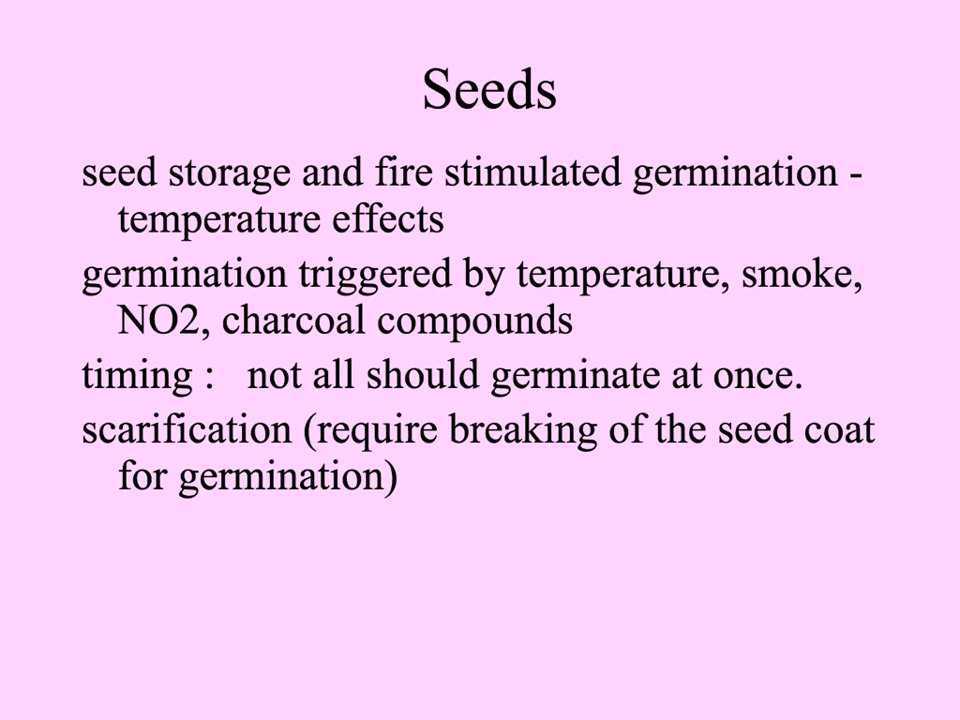 Seeds
seed storage and fire stimulated germination -
temperature effects
germination triggered by temperature, smoke,
NO2, charcoal compounds
timing :   not all should germinate at once.
scarification (require breaking of the seed coat
for germination)